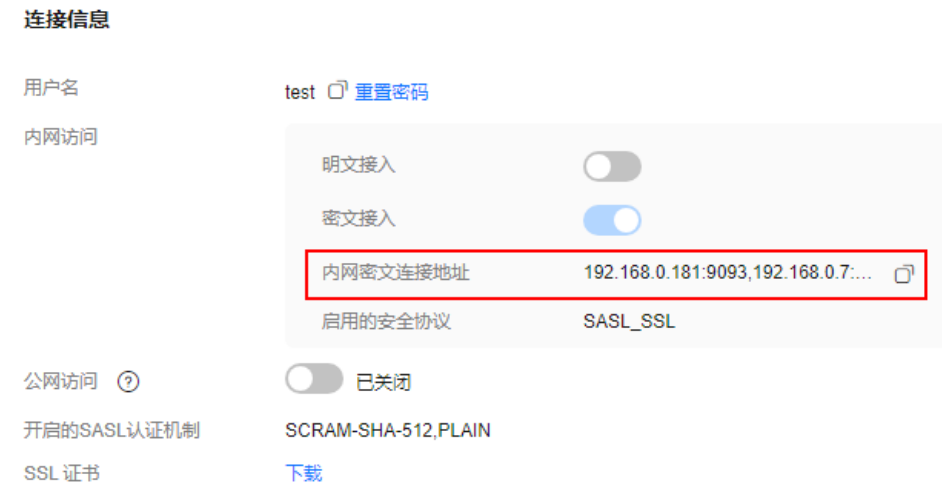 连接信息
用户名 test 重置密码
内网访问
明文接入
密文接入
内网密文连接地址 192.168.0.181:9093,192.168.0.7:...
启用的安全协议 SASL_SSL
公网访问 ? 已关闭
开启的SASL认证机制 SCRAM-SHA-512,PLAIN
SSL 证书 下载